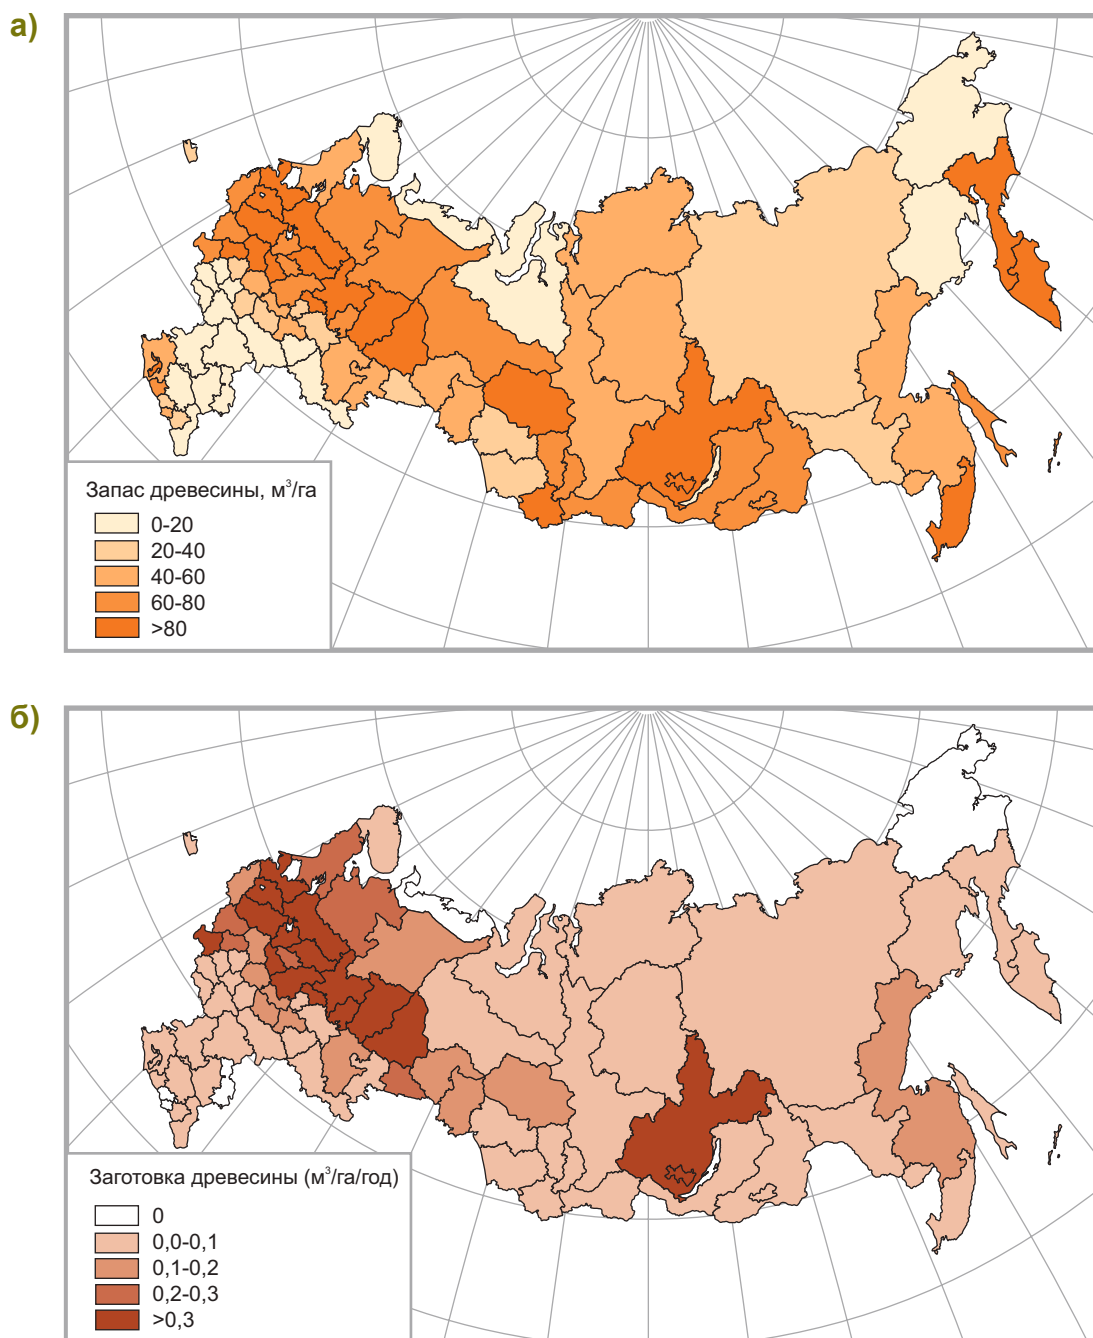 а)
Запас древесины, м³/га
0-20
20-40
40-60
60-80
>80
б)
Заготовка древесины (м³/га/год)
0
0,0-0,1
0,1-0,2
0,2-0,3
>0,3